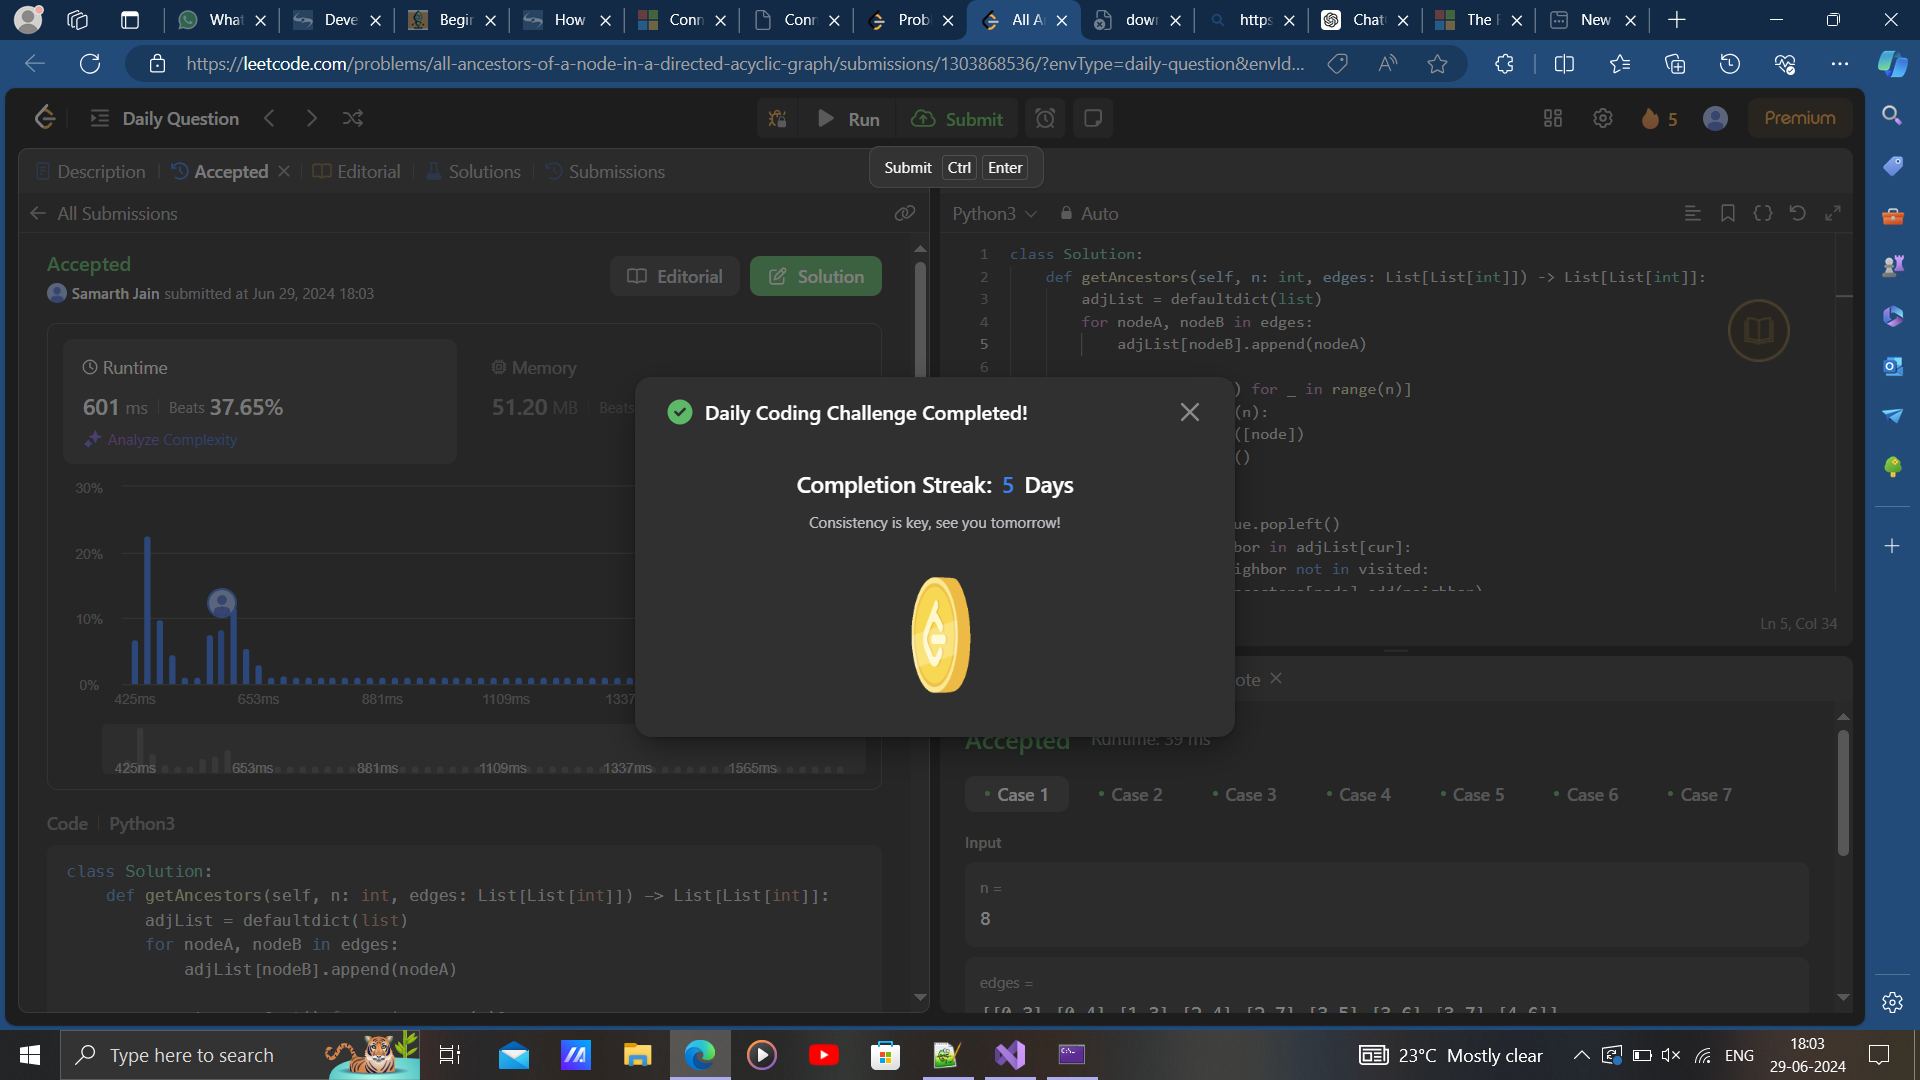 What
Deve
Begin
How
Conn
Conn
Prob
All A
dow
https
Chat
The
New
https://leetcode.com/problems/all-ancestors-of-a-node-in-a-directed-acyclic-graph/submissions/1303868536/?envType=daily-question&envId...
Daily Question
Run
Submit
5
Premium
Submit Ctrl Enter
Description
Accepted
Editorial
Solutions
Submissions
All Submissions
Python3
Auto
Accepted
Samarth Jain submitted at Jun 29, 2024 18:03
Editorial
Solution
Runtime
601 ms Beats 37.65%
Analyze Complexity
Memory
51.20 MB Beats
30%
20%
10%
0%
425ms 653ms 881ms 1109ms 1337
425ms 653ms 881ms 1109ms 1337ms 1565ms
Code Python3
class Solution:
def getAncestors(self, n: int, edges: List[List[int]]) -> List[List[int]]:
adjList = defaultdict(list)
for nodeA, nodeB in edges:
adjList[nodeB].append(nodeA)
1 class Solution:
2 def getAncestors(self, n: int, edges: List[List[int]]) -> List[List[int]]:
3 adjList = defaultdict(list)
4 for nodeA, nodeB in edges:
5 adjList[nodeB].append(nodeA)
6
) for _ in range(n)]
(n):
([node])
()
ue.popleft()
bor in adjList[cur]:
ighbor not in visited:
Ln 5, Col 34
Daily Coding Challenge Completed!
Completion Streak: 5 Days
Consistency is key, see you tomorrow!
ote
Accepted Runtime: 39 ms
Case 1 Case 2 Case 3 Case 4 Case 5 Case 6 Case 7
Input
n =
8
edges =
[[0,3],[0,4],[1,3],[2,4],[2,7],[3,5],[3,6],[3,7],[4,6]]
Type here to search
23°C Mostly clear
ENG
18:03
29-06-2024